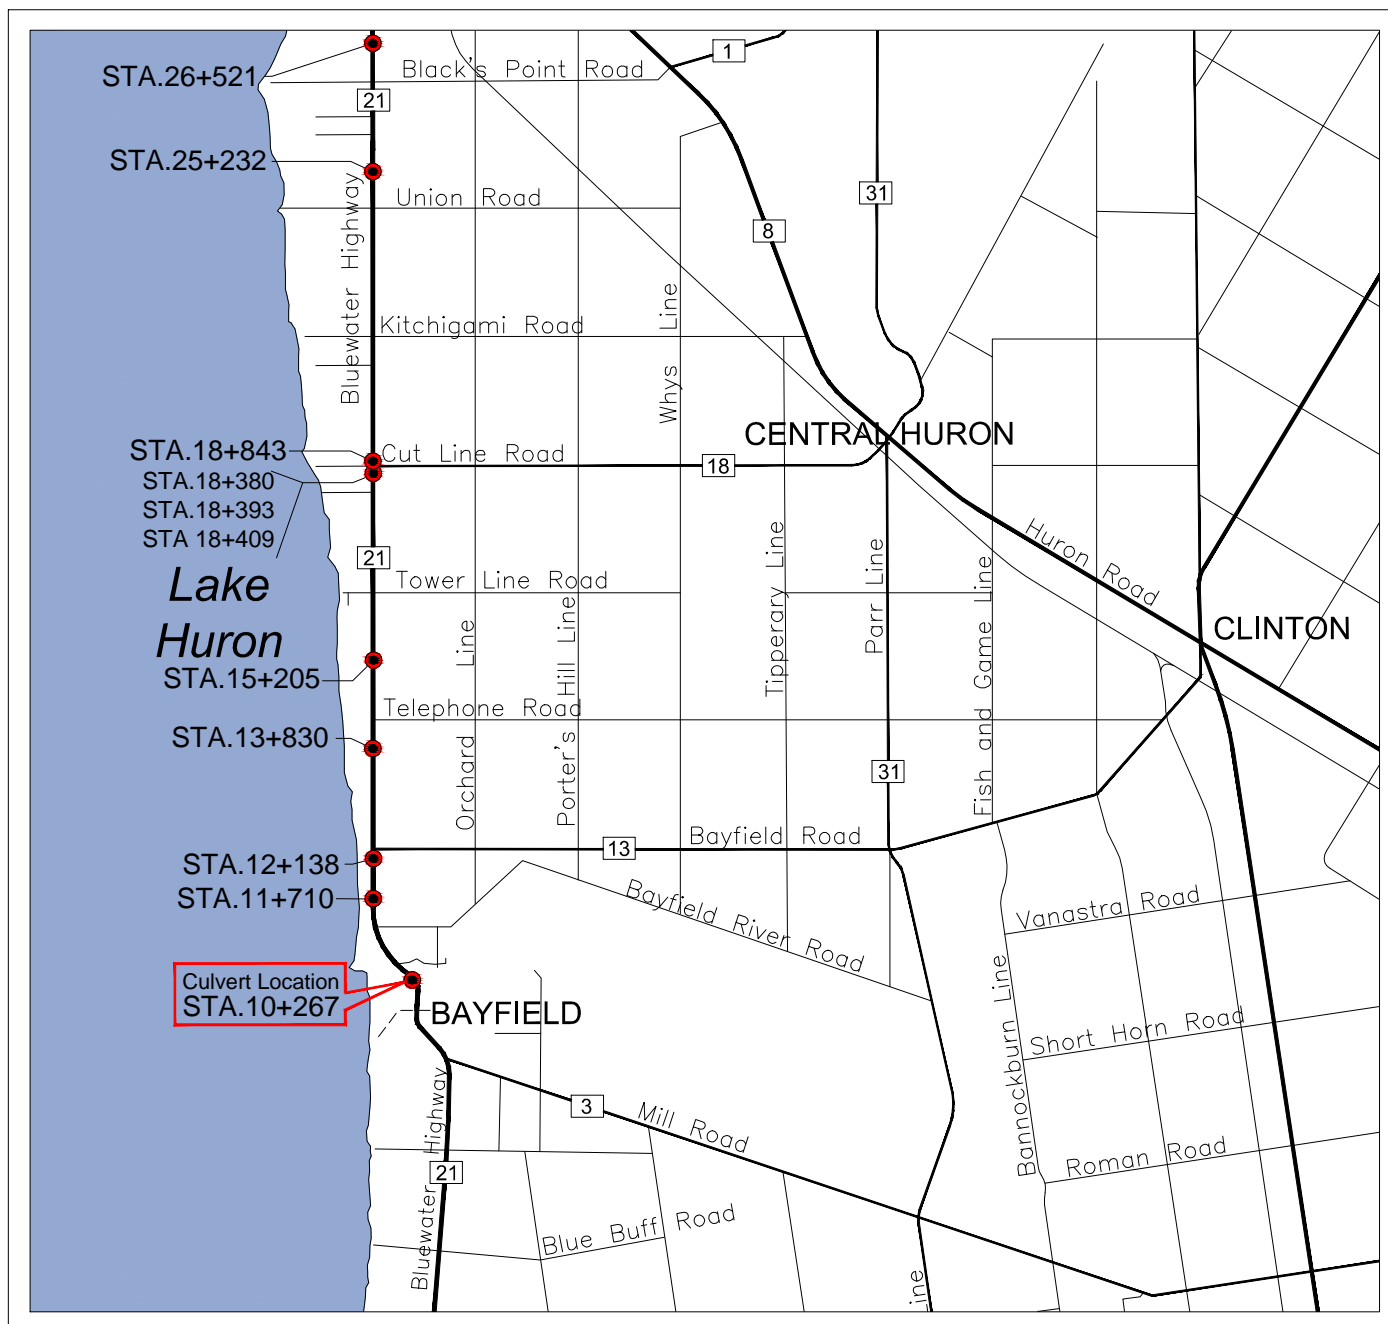 1
STA.26+521
Black's Point Road
21
STA.25+232
Union Road
31
8
Bluewater Highway
Whys Line
Kitchigami Road
CENTRAL HURON
STA.18+843
Cut Line Road
18
STA.18+380
STA.18+393
STA 18+409
21
Huron Road
Lake
Huron
Tower Line Road
CLINTON
STA.15+205
Orchard Line
Porter's Hill Line
Tipperary Line
Parr Line
Fish and Game Line
Telephone Road
STA.13+830
31
13
Bayfield Road
STA.12+138
STA.11+710
Bayfield River Road
Vanastra Road
Culvert Location
STA.10+267
BAYFIELD
Bannockburn Line
Short Horn Road
3
Mill Road
Bluewater Highway
21
Roman Road
Blue Buff Road
Line